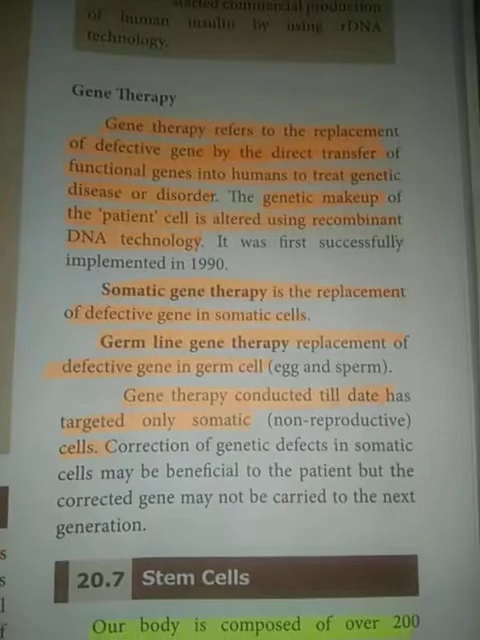 started commercial production
of human insulin by using rDNA
technology.
Gene Therapy
Gene therapy refers to the replacement
of defective gene by the direct transfer of
functional genes into humans to treat genetic
disease or disorder. The genetic makeup of
the 'patient' cell is altered using recombinant
DNA technology. It was first successfully
implemented in 1990.
Somatic gene therapy is the replacement
of defective gene in somatic cells.
Germ line gene therapy replacement of
defective gene in germ cell (egg and sperm).
Gene therapy conducted till date has
targeted only somatic (non-reproductive)
cells. Correction of genetic defects in somatic
cells may be beneficial to the patient but the
corrected gene may not be carried to the next
generation.
20.7 Stem Cells
Our body is composed of over 200